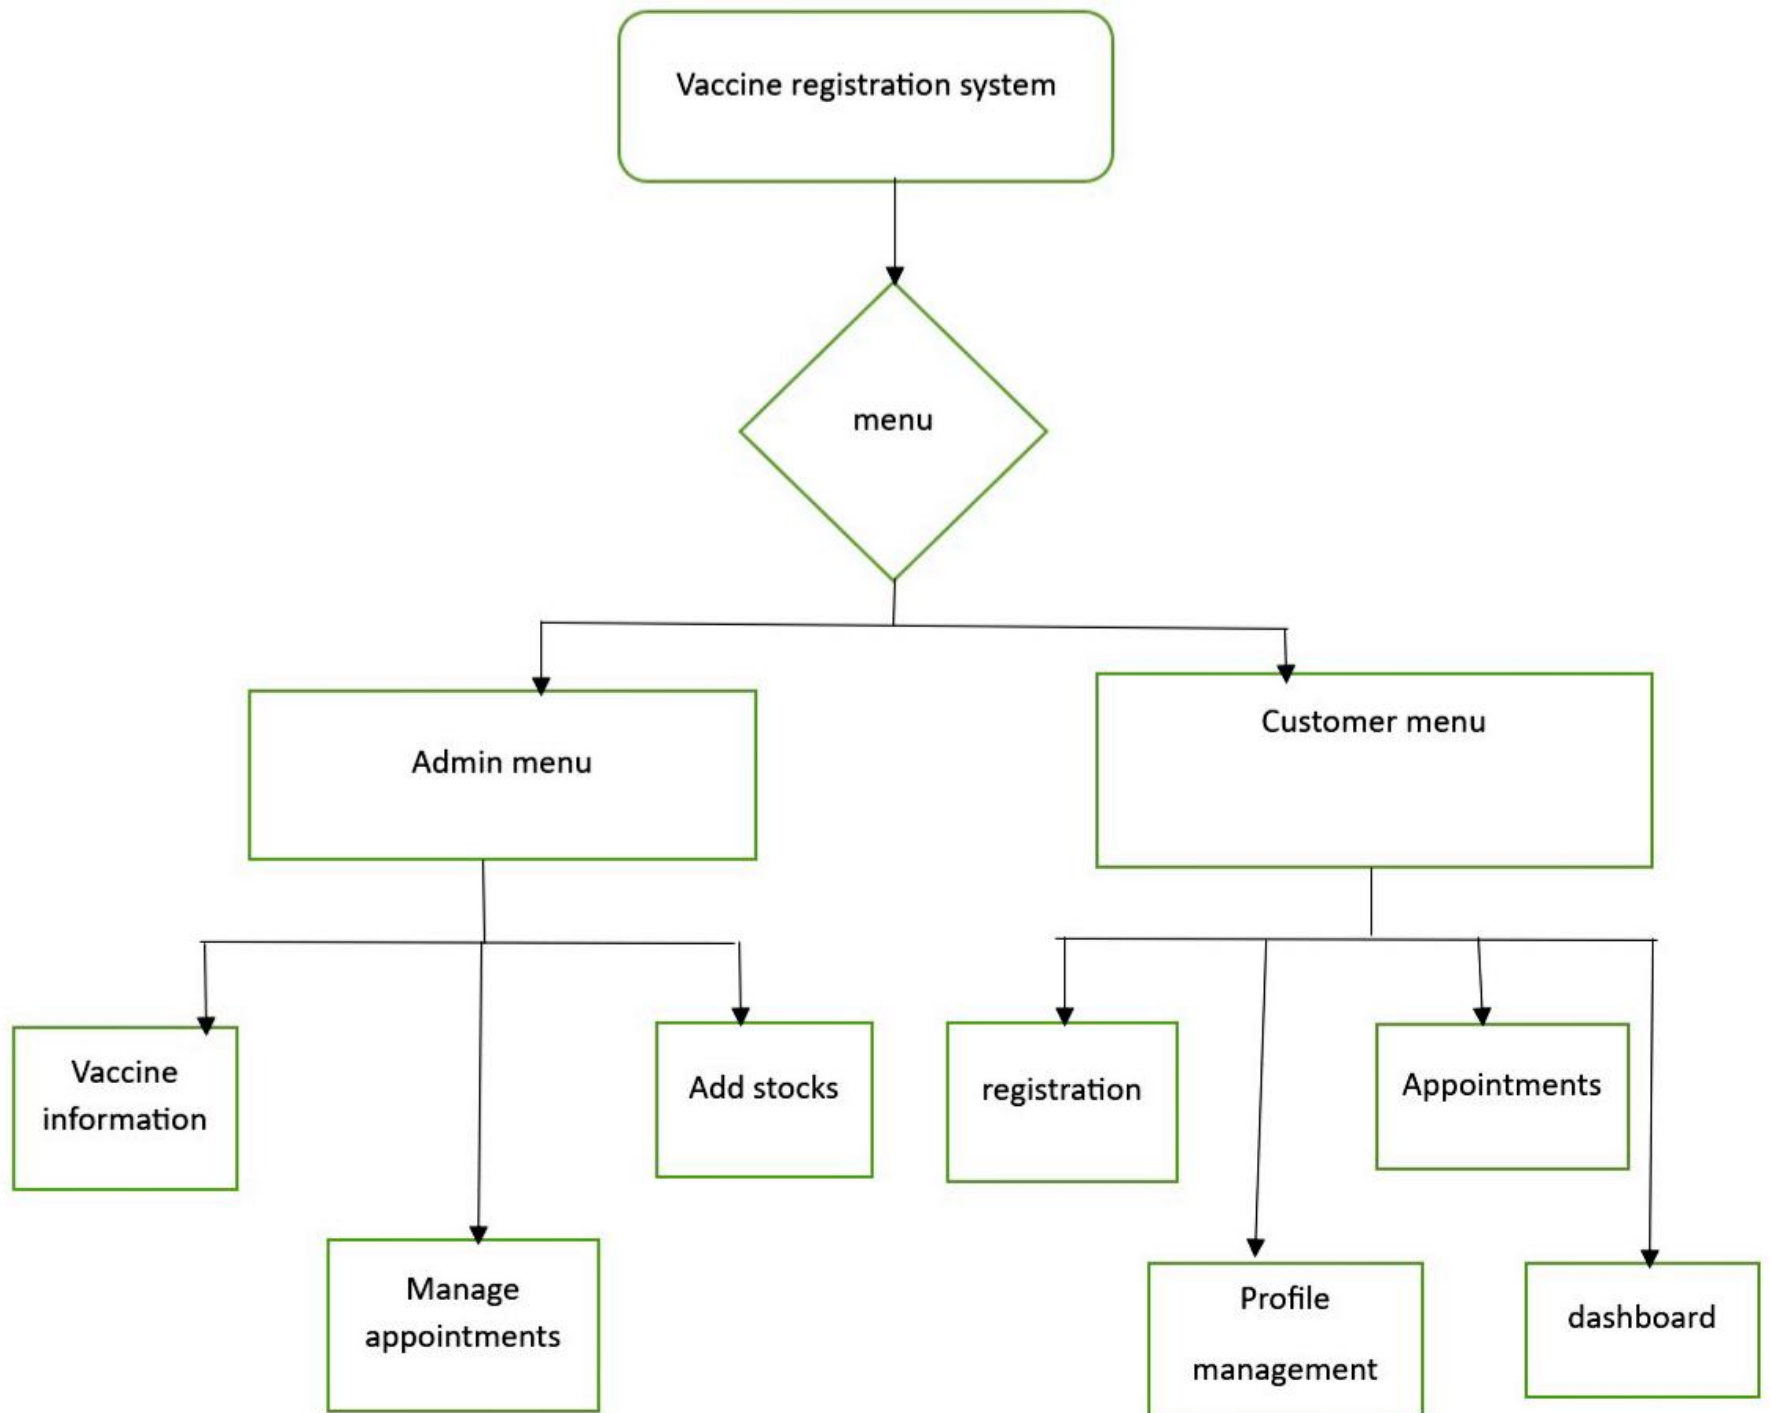 Vaccine registration system
menu
Admin menu
Customer menu
Vaccine
information
Manage
appointments
Add stocks
registration
Profile
management
Appointments
dashboard